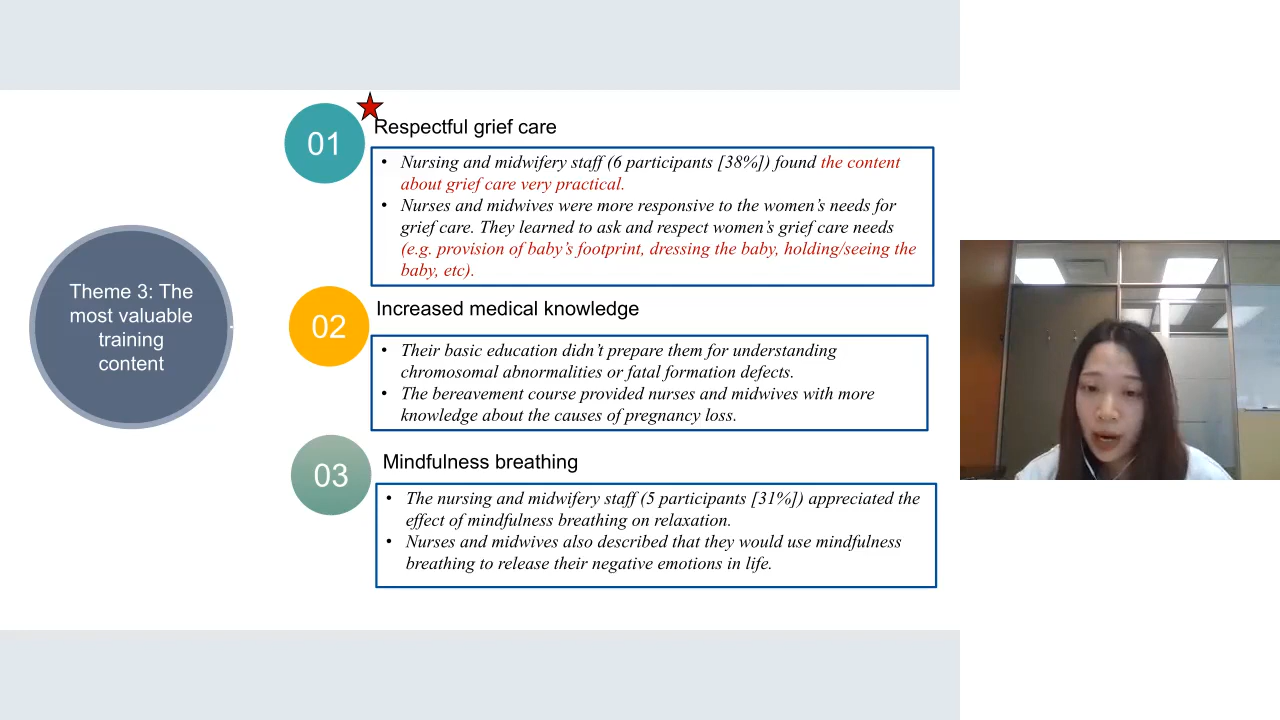 Theme 3: The
most valuable
training
content
01
Respectful grief care
• Nursing and midwifery staff (6 participants [38%]) found the content
about grief care very practical.
• Nurses and midwives were more responsive to the women's needs for
grief care. They learned to ask and respect women's grief care needs
(e.g. provision of baby's footprint, dressing the baby, holding/seeing the
baby, etc).
02
Increased medical knowledge
• Their basic education didn't prepare them for understanding
chromosomal abnormalities or fatal formation defects.
• The bereavement course provided nurses and midwives with more
knowledge about the causes of pregnancy loss.
03
Mindfulness breathing
• The nursing and midwifery staff (5 participants [31%]) appreciated the
effect of mindfulness breathing on relaxation.
• Nurses and midwives also described that they would use mindfulness
breathing to release their negative emotions in life.